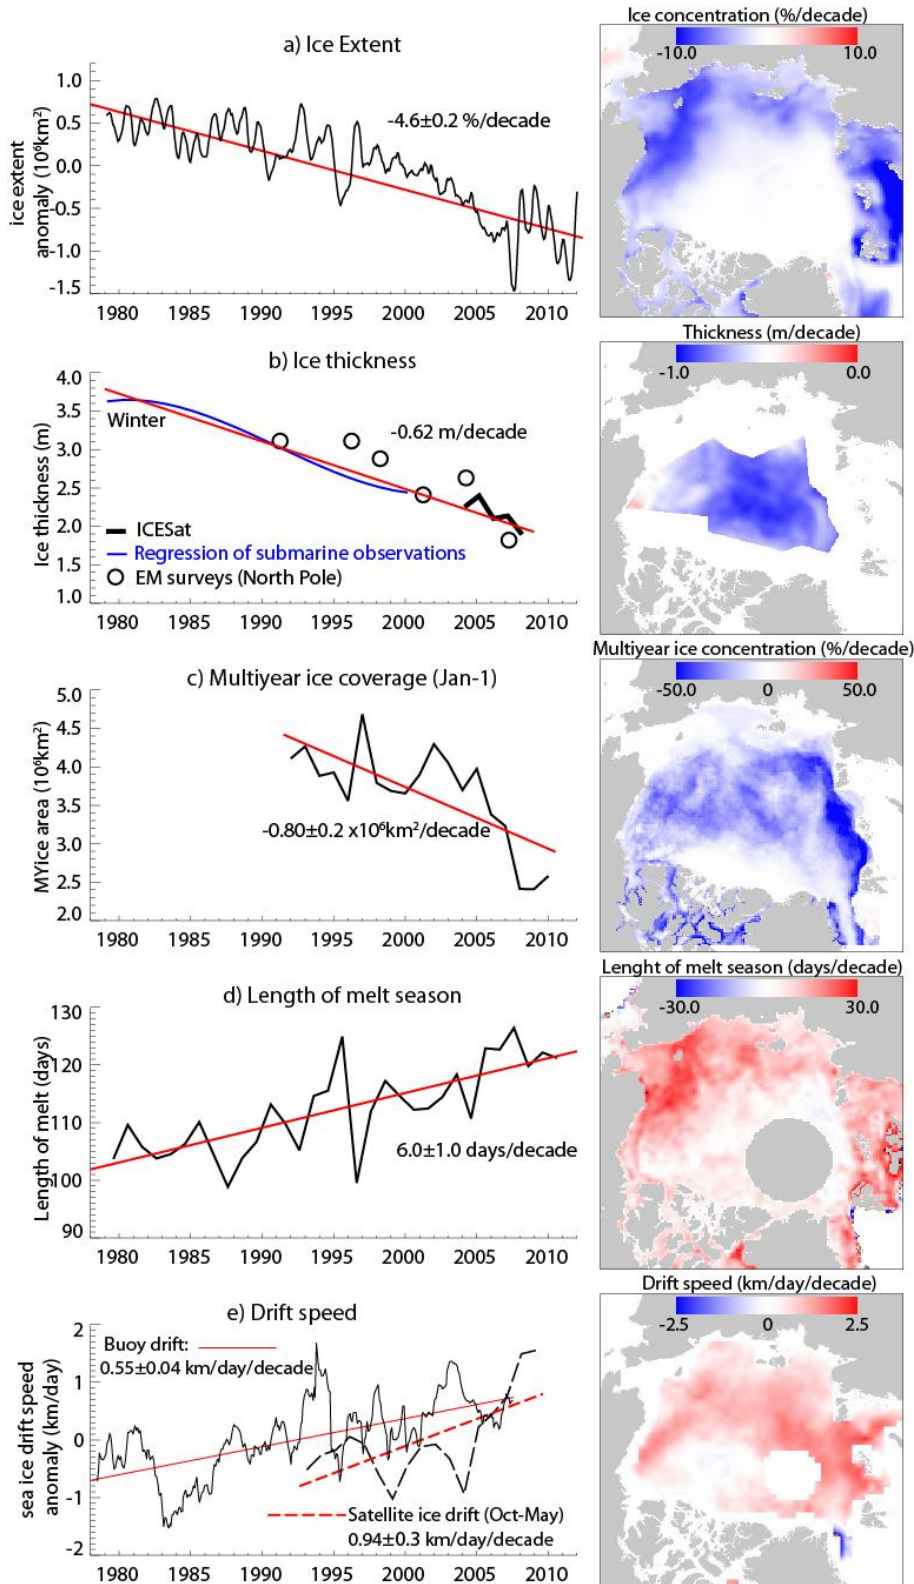 Ice concentration (%/decade)
-10.0 10.0
a) Ice Extent
1.0
0.5
0.0
-0.5
-1.0
-1.5
ice extent
anomaly (10⁶km²)
-4.6±0.2 %/decade
1980 1985 1990 1995 2000 2005 2010
Thickness (m/decade)
-1.0 0.0
b) Ice thickness
4.0
3.5
3.0
2.5
2.0
1.5
1.0
Ice thickness (m)
Winter
-0.62 m/decade
ICESat
Regression of submarine observations
EM surveys (North Pole)
1980 1985 1990 1995 2000 2005 2010
Multiyear ice concentration (%/decade)
-50.0 0 50.0
c) Multiyear ice coverage (Jan-1)
5.0
4.5
4.0
3.5
3.0
2.5
2.0
MYice area (10⁶km²)
-0.80±0.2 x10⁶km²/decade
1980 1985 1990 1995 2000 2005 2010
Lenght of melt season (days/decade)
-30.0 30.0
d) Length of melt season
130
120
110
100
90
Length of melt (days)
6.0±1.0 days/decade
1980 1985 1990 1995 2000 2005 2010
Drift speed (km/day/decade)
-2.5 0 2.5
e) Drift speed
2
1
0
-1
-2
sea ice drift speed
anomaly (km/day)
Buoy drift:
0.55±0.04 km/day/decade
Satellite ice drift (Oct-May)
0.94±0.3 km/day/decade
1980 1985 1990 1995 2000 2005 2010